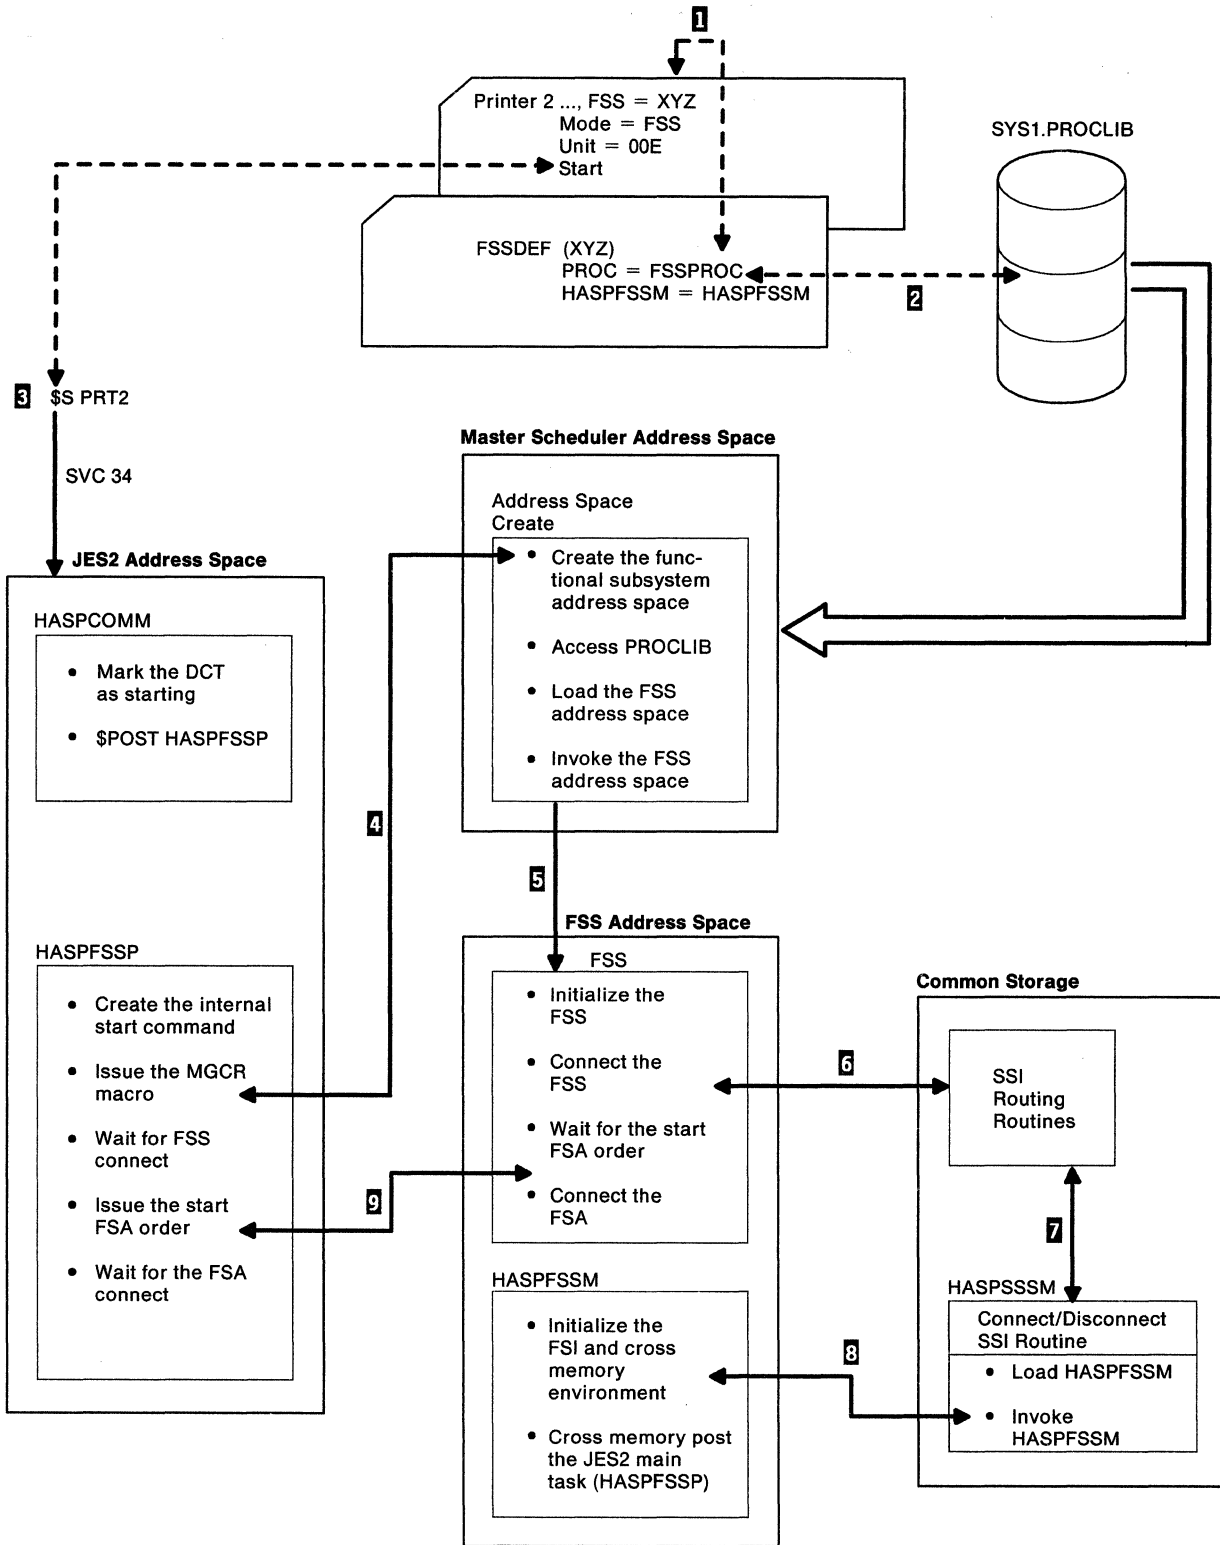 1
Printer 2 ..., FSS = XYZ
Mode = FSS
Unit = 00E
Start
SYS1.PROCLIB
FSSDEF (XYZ)
PROC = FSSPROC
HASPFSSM = HASPFSSM
2
3 $S PRT2
SVC 34
Master Scheduler Address Space
Address Space
Create
• Create the func-
tional subsystem
address space
• Access PROCLIB
• Load the FSS
address space
• Invoke the FSS
address space
JES2 Address Space
HASPCOMM
• Mark the DCT
as starting
• $POST HASPFSSP
4
5
HASPFSSP
• Create the internal
start command
• Issue the MGCR
macro
• Wait for FSS
connect
• Issue the start
FSA order
• Wait for the FSA
connect
FSS Address Space
FSS
• Initialize the
FSS
• Connect the
FSS
• Wait for the start
FSA order
• Connect the
FSA
6
9
HASPFSSM
• Initialize the
FSI and cross
memory
environment
• Cross memory post
the JES2 main
task (HASPFSSP)
Common Storage
SSI
Routing
Routines
7
8
HASPSSSM
Connect/Disconnect
SSI Routine
• Load HASPFSSM
• Invoke
HASPFSSM